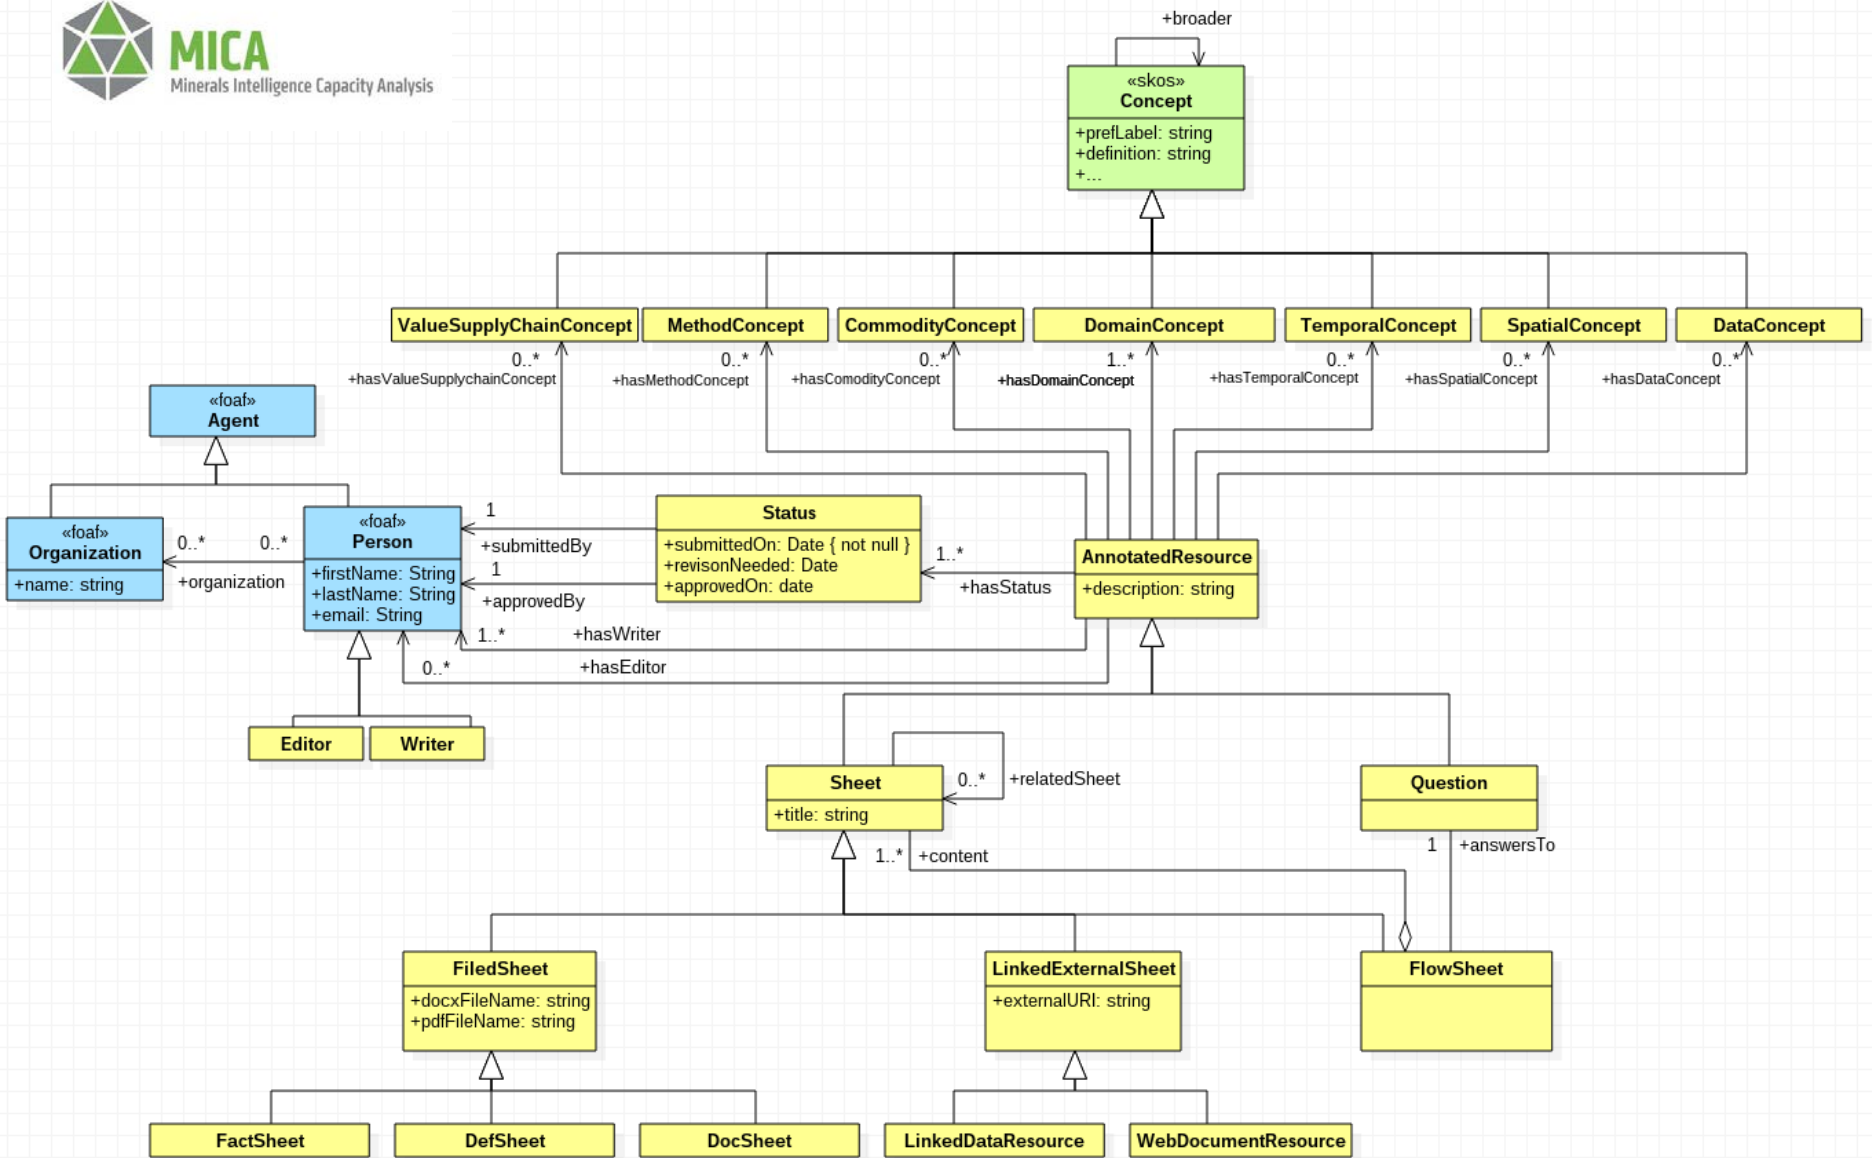 MICA
Minerals Intelligence Capacity Analysis
+broader
«skos»
Concept
+prefLabel: string
+definition: string
+...
ValueSupplyChainConcept
MethodConcept
CommodityConcept
DomainConcept
TemporalConcept
SpatialConcept
DataConcept
0..*
+hasValueSupplychainConcept
0..*
+hasMethodConcept
0..*
+hasComodityConcept
1..*
+hasDomainConcept
0..*
+hasTemporalConcept
0..*
+hasSpatialConcept
0..*
+hasDataConcept
«foaf»
Agent
«foaf»
Organization
+name: string
0..*
0..*
+organization
«foaf»
Person
+firstName: String
+lastName: String
+email: String
1
+submittedBy
1
+approvedBy
Status
+submittedOn: Date { not null }
+revisonNeeded: Date
+approvedOn: date
1..*
+hasStatus
AnnotatedResource
+description: string
1..*
+hasWriter
0..*
+hasEditor
Editor
Writer
Sheet
+title: string
0..*
+relatedSheet
Question
1..*
+content
1
+answersTo
FiledSheet
+docxFileName: string
+pdfFileName: string
LinkedExternalSheet
+externalURI: string
FlowSheet
FactSheet
DefSheet
DocSheet
LinkedDataResource
WebDocumentResource